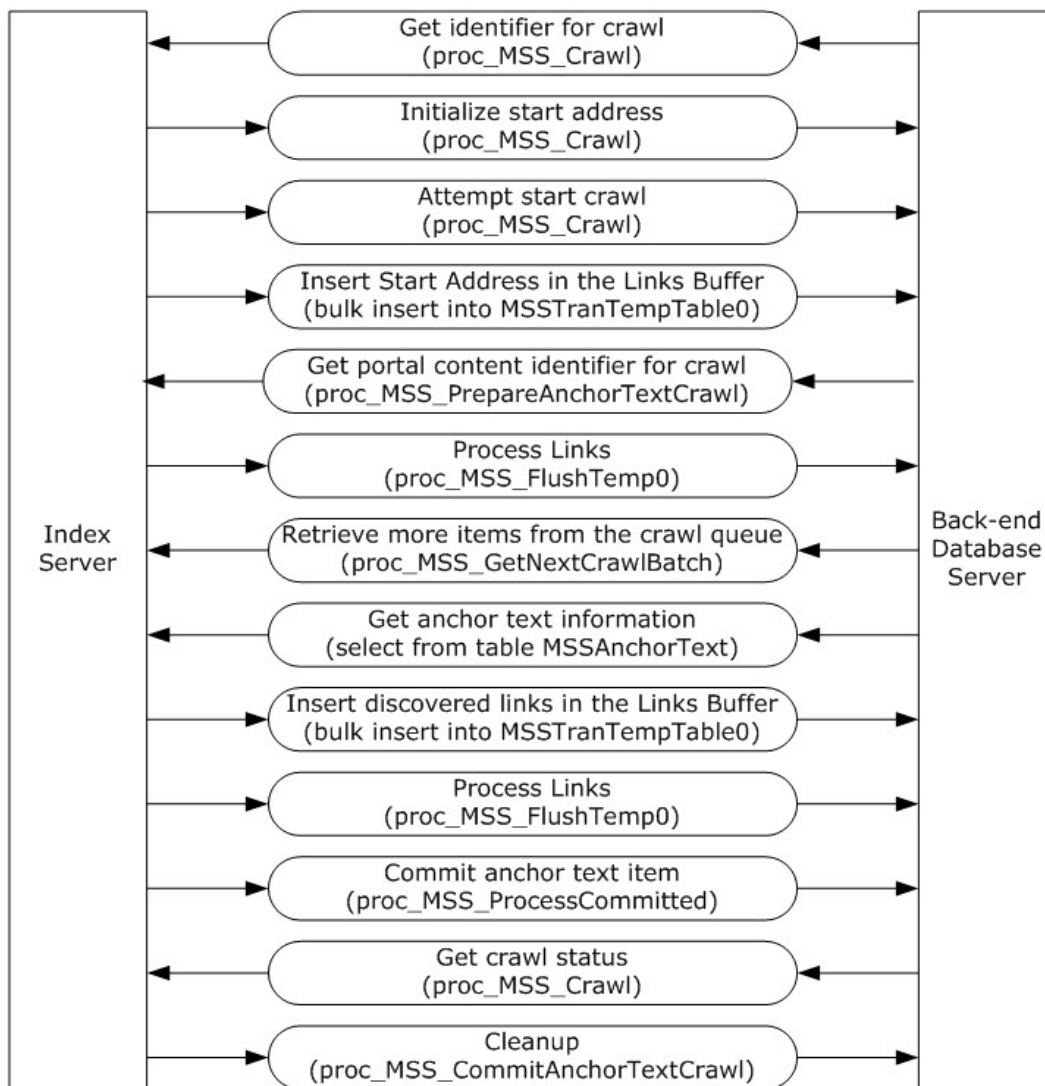 Get identifier for crawl
(proc_MSS_Crawl)
Initialize start address
(proc_MSS_Crawl)
Attempt start crawl
(proc_MSS_Crawl)
Insert Start Address in the Links Buffer
(bulk insert into MSSTranTempTable0)
Get portal content identifier for crawl
(proc_MSS_PrepareAnchorTextCrawl)
Process Links
(proc_MSS_FlushTemp0)
Index
Server
Retrieve more items from the crawl queue
(proc_MSS_GetNextCrawlBatch)
Back-end
Database
Server
Get anchor text information
(select from table MSSAnchorText)
Insert discovered links in the Links Buffer
(bulk insert into MSSTranTempTable0)
Process Links
(proc_MSS_FlushTemp0)
Commit anchor text item
(proc_MSS_ProcessCommitted)
Get crawl status
(proc_MSS_Crawl)
Cleanup
(proc_MSS_CommitAnchorTextCrawl)